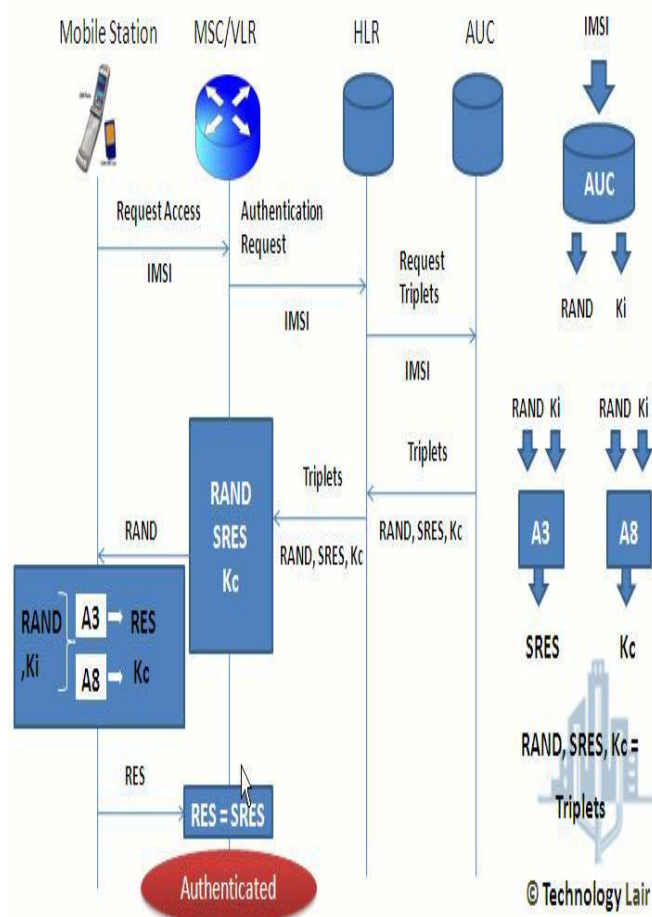 Mobile Station
MSC/VLR
HLR
AUC
IMSI
AUC
RAND
Ki
Request Access
IMSI
Authentication
Request
IMSI
Request
Triplets
IMSI
Triplets
RAND, SRES, Kc
Triplets
RAND, SRES, Kc
RAND
SRES
Kc
RAND
RAND
,Ki
A3
RES
A8
Kc
RES
RES = SRES
Authenticated
RAND Ki
RAND Ki
A3
A8
SRES
Kc
RAND, SRES, Kc =
Triplets
© Technology Lair